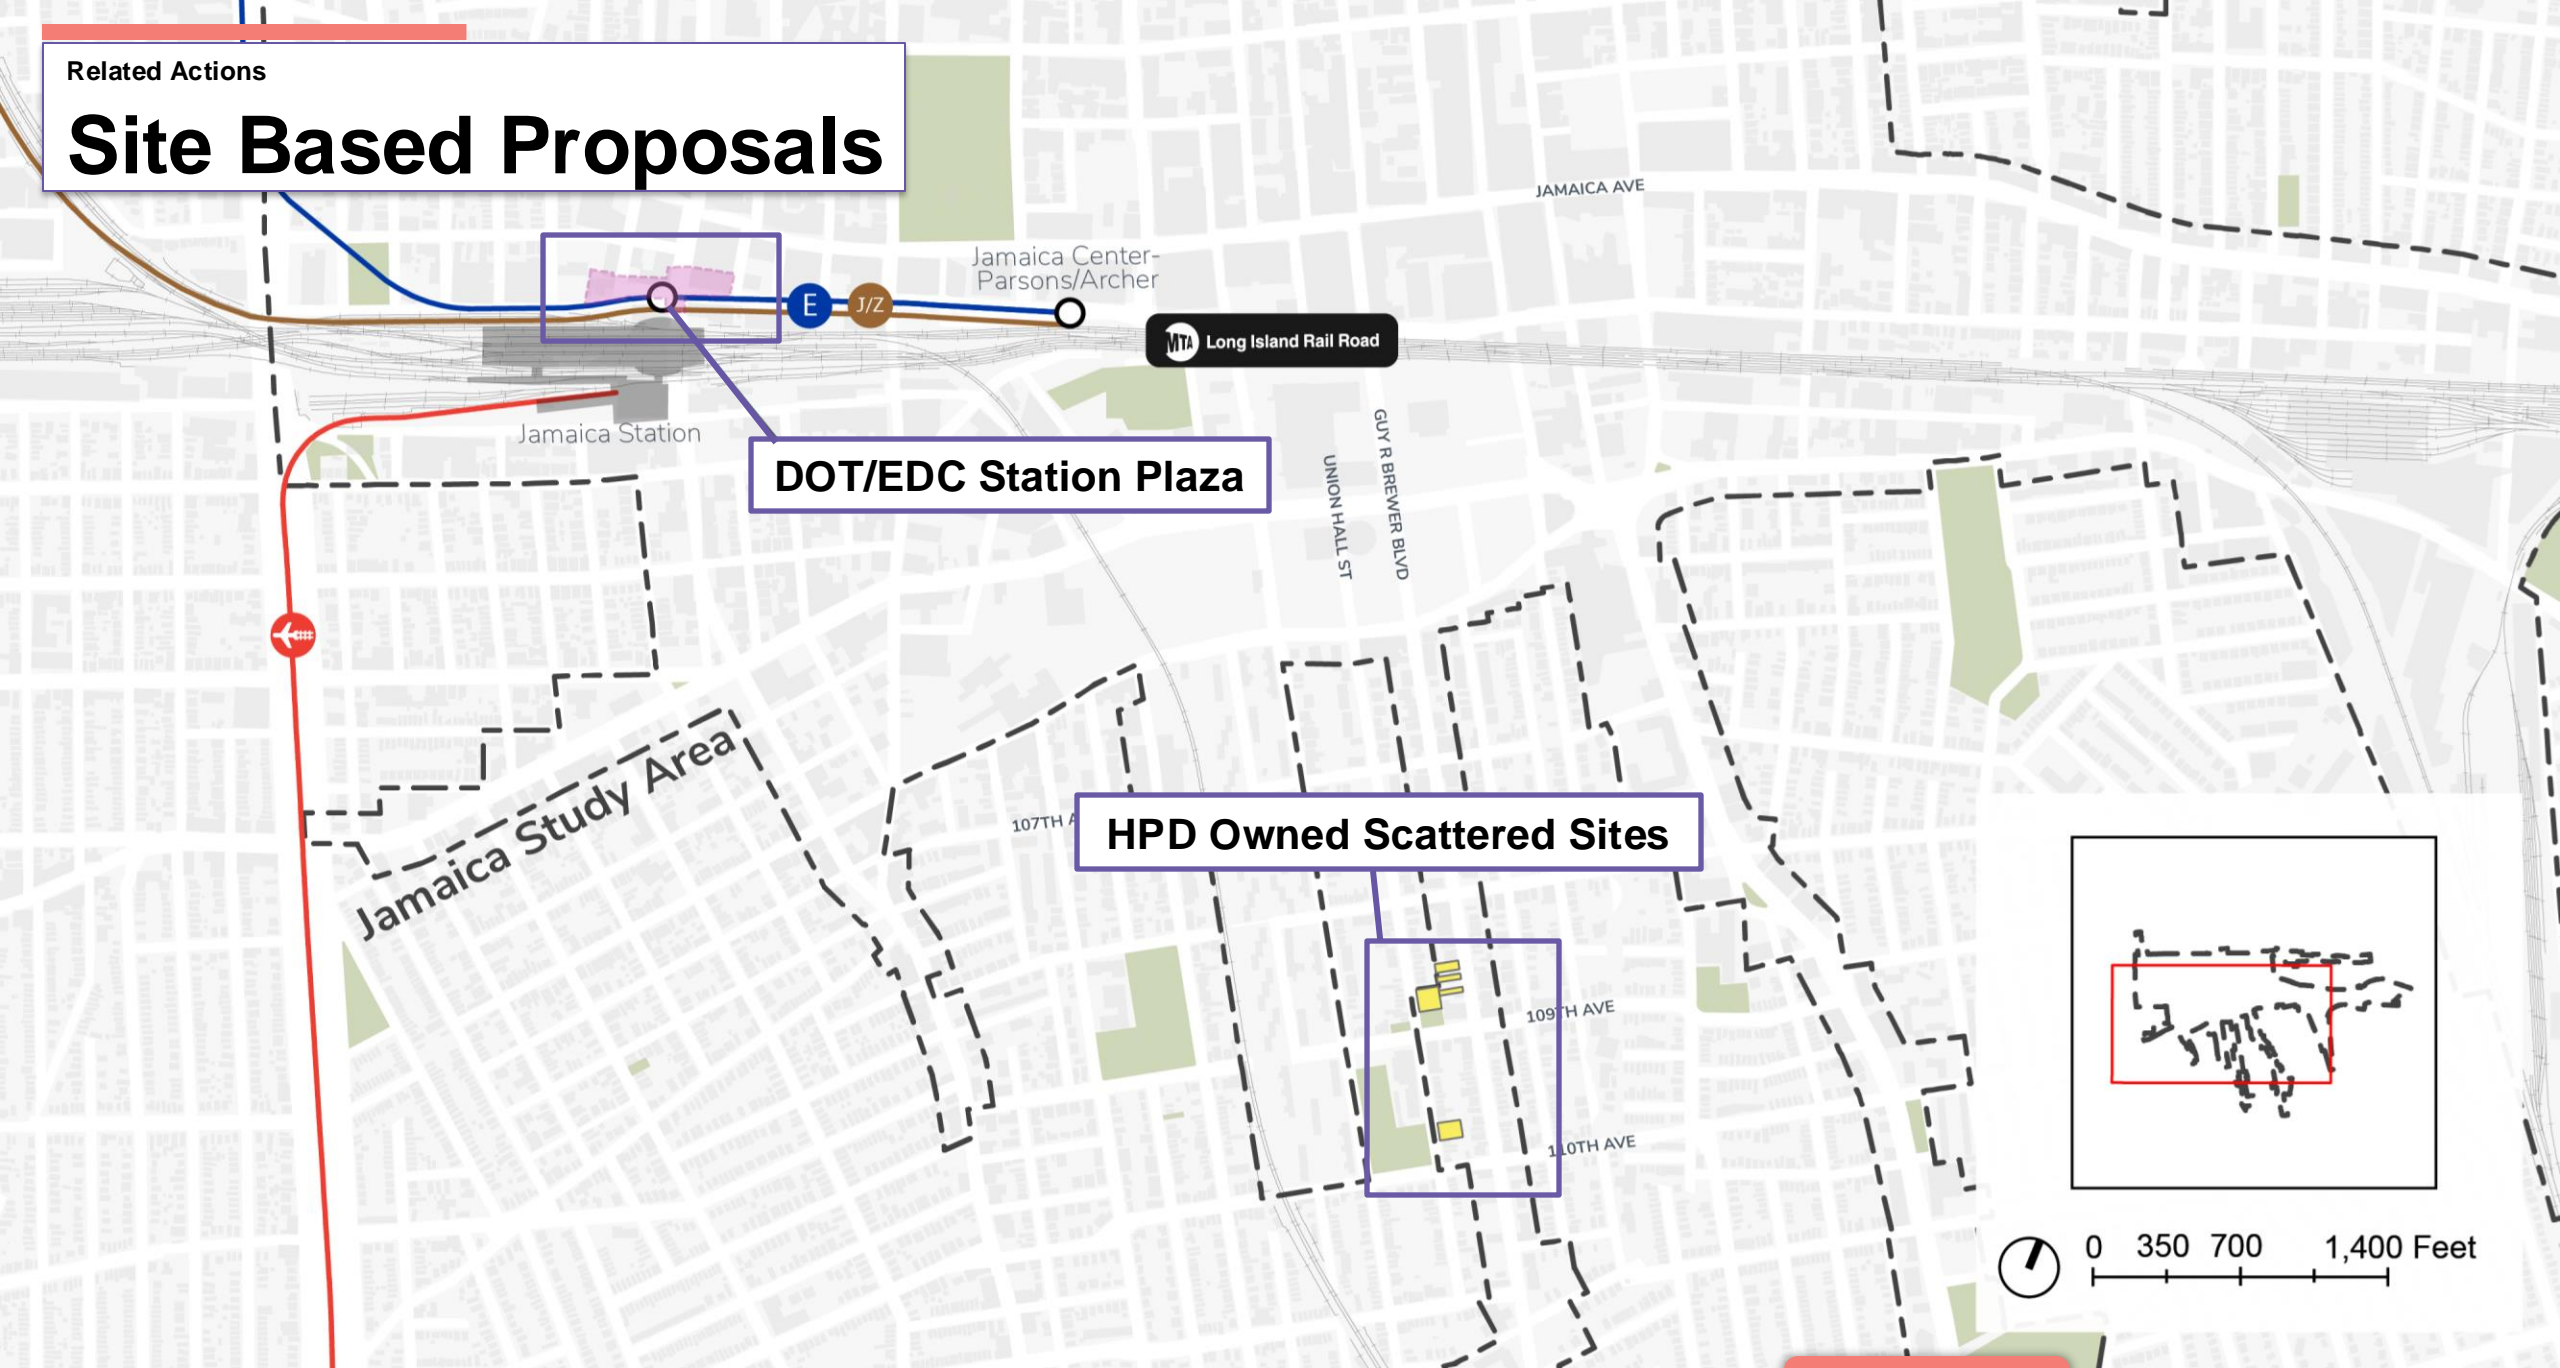 Related Actions
Site Based Proposals
JAMAICA AVE
Jamaica Center-
Parsons/Archer
E
J/Z
MTA Long Island Rail Road
Jamaica Station
DOT/EDC Station Plaza
UNION HALL ST
GUY R BREWER BLVD
Jamaica Study Area
107TH A
HPD Owned Scattered Sites
109TH AVE
110TH AVE
0 350 700 1,400 Feet